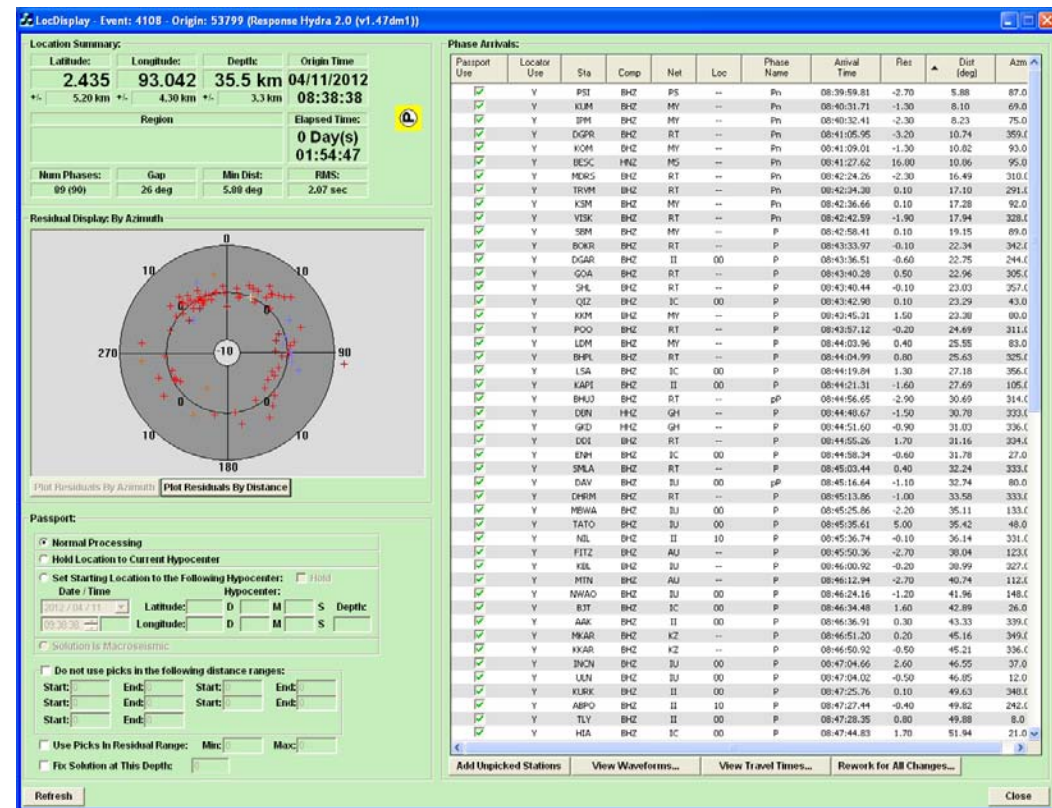 LocDisplay - Event: 4108 - Origin: 53799 (Response Hydra 2.0 (v1.47dm1))
Location Summary:
Latitude: Longitude: Depth: Origin Time
2.435 93.042 35.5 km 04/11/2012
+/- 5.20 km +/- 4.30 km +/- 3.3 km 08:38:38
Region Elapsed Time:
0 Day(s)
01:54:47
P
Num Phases: Gap Min Dist: RMS:
89 (90) 26 deg 5.88 deg 2.07 sec
Residual Display: By Azimuth
0
10 10
0 0
270 -10 90
0 0
10 10
180
Plot Residuals By Azimuth Plot Residuals By Distance
Passport:
Normal Processing
Hold Location to Current Hypocenter
Set Starting Location to the Following Hypocenter: Hold
Date / Time Hypocenter:
2012 / 04 / 11 Latitude: D M S Depth:
09:38:38 Longitude: D M S
Solution is Macroseismic
Do not use picks in the following distance ranges:
Start: 0 End: 0 Start: 0 End: 0
Start: 0 End: 0 Start: 0 End: 0
Start: 0 End: 0
Use Picks In Residual Range: Min: 0 Max: 0
Fix Solution at This Depth: 0
Refresh
Phase Arrivals:
Passport Use Locator Use Sta Comp Net Loc Phase Name Arrival Time Res Dist (deg) Azm
Y PSI BHZ PS -- Pn 08:39:59.81 -2.70 5.88 87.0
Y KUM BHZ MY -- Pn 08:40:31.71 -1.30 8.10 69.0
Y IPM BHZ MY -- Pn 08:40:32.41 -2.30 8.23 75.0
Y DGPR BHZ RT -- Pn 08:41:05.95 -3.20 10.74 359.0
Y KOM BHZ MY -- Pn 08:41:09.01 -1.30 10.82 93.0
Y BESC HNZ MS -- Pn 08:41:27.62 16.80 10.86 95.0
Y MDRS BHZ RT -- Pn 08:42:24.26 -2.30 16.49 310.0
Y TRVM BHZ RT -- Pn 08:42:34.38 0.10 17.10 291.0
Y KSM BHZ MY -- Pn 08:42:36.66 0.10 17.28 92.0
Y VISK BHZ RT -- Pn 08:42:42.59 -1.90 17.94 328.0
Y SBM BHZ MY -- P 08:42:58.41 0.10 19.15 89.0
Y BOKR BHZ RT -- P 08:43:33.97 -0.10 22.34 342.0
Y DGAR BHZ II 00 P 08:43:36.51 -0.60 22.75 244.0
Y GOA BHZ RT -- P 08:43:40.28 0.50 22.96 305.0
Y SHL BHZ RT -- P 08:43:40.44 -0.10 23.03 357.0
Y QIZ BHZ IC 00 P 08:43:42.98 0.10 23.29 43.0
Y KKM BHZ MY -- P 08:43:45.31 1.50 23.38 80.0
Y POO BHZ RT -- P 08:43:57.12 -0.20 24.69 311.0
Y LDM BHZ MY -- P 08:44:03.96 0.40 25.55 83.0
Y BHPL BHZ RT -- P 08:44:04.99 0.80 25.63 325.0
Y LSA BHZ IC 00 P 08:44:19.84 1.30 27.18 356.0
Y KAPI BHZ II 00 P 08:44:21.31 -1.60 27.69 105.0
Y BHUJ BHZ RT -- pP 08:44:56.65 -2.90 30.69 314.0
Y DBN HHZ GH -- P 08:44:48.67 -1.50 30.78 333.0
Y GKD HHZ GH -- P 08:44:51.60 -0.90 31.03 336.0
Y DDI BHZ RT -- P 08:44:55.26 1.70 31.16 334.0
Y ENH BHZ IC 00 P 08:44:58.34 -0.60 31.78 27.0
Y SMLA BHZ RT -- P 08:45:03.44 0.40 32.24 333.0
Y DAV BHZ IU 00 pP 08:45:16.64 -1.10 32.74 80.0
Y DHRM BHZ RT -- P 08:45:13.86 -1.00 33.58 333.0
Y MBWA BHZ IU 00 P 08:45:25.86 -2.20 35.11 133.0
Y TATO BHZ IU 00 P 08:45:35.61 5.00 35.42 48.0
Y NIL BHZ II 10 P 08:45:36.74 -0.10 36.14 331.0
Y FITZ BHZ AU -- P 08:45:50.36 -2.70 38.04 123.0
Y KBL BHZ IU -- P 08:46:00.92 -0.20 38.99 327.0
Y MTN BHZ AU -- P 08:46:12.94 -2.70 40.74 112.0
Y NWAO BHZ IU 00 P 08:46:24.16 -1.20 41.96 148.0
Y BJT BHZ IC 00 P 08:46:34.48 1.60 42.89 26.0
Y AAK BHZ II 00 P 08:46:36.91 0.30 43.33 339.0
Y MKAR BHZ KZ -- P 08:46:51.20 0.20 45.16 349.0
Y KKAR BHZ KZ -- P 08:46:50.92 -0.50 45.21 336.0
Y INCN BHZ IU 00 P 08:47:04.66 2.60 46.55 37.0
Y ULN BHZ IU 00 P 08:47:04.02 -0.50 46.85 12.0
Y KURK BHZ II 00 P 08:47:25.76 0.10 49.63 348.0
Y ABPO BHZ II 10 P 08:47:27.44 -0.40 49.82 242.0
Y TLY BHZ II 00 P 08:47:28.35 0.80 49.88 8.0
Y HIA BHZ IC 00 P 08:47:44.83 1.70 51.94 21.0
Add Unpicked Stations View Waveforms... View Travel Times... Rework for All Changes...
Close